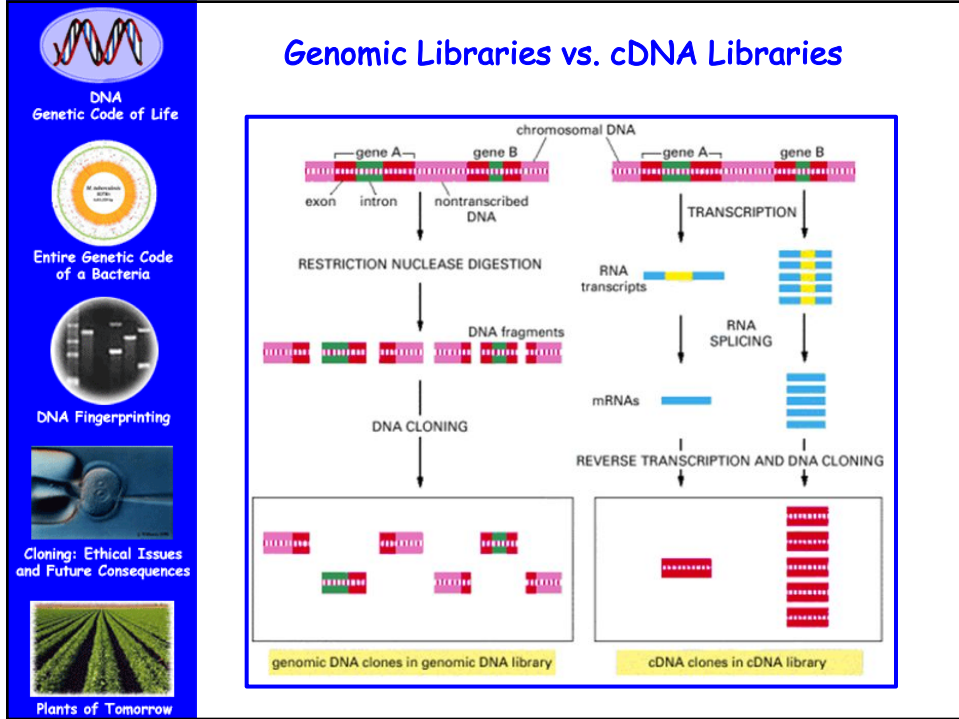 Genomic Libraries vs. cDNA Libraries
DNA
Genetic Code of Life
Entire Genetic Code
of a Bacteria
DNA Fingerprinting
Cloning: Ethical Issues
and Future Consequences
Plants of Tomorrow
chromosomal DNA
gene A
gene B
exon
intron
nontranscribed
DNA
RESTRICTION NUCLEASE DIGESTION
DNA fragments
DNA CLONING
genomic DNA clones in genomic DNA library
gene A
gene B
TRANSCRIPTION
RNA
transcripts
RNA
SPLICING
mRNAs
REVERSE TRANSCRIPTION AND DNA CLONING
cDNA clones in cDNA library